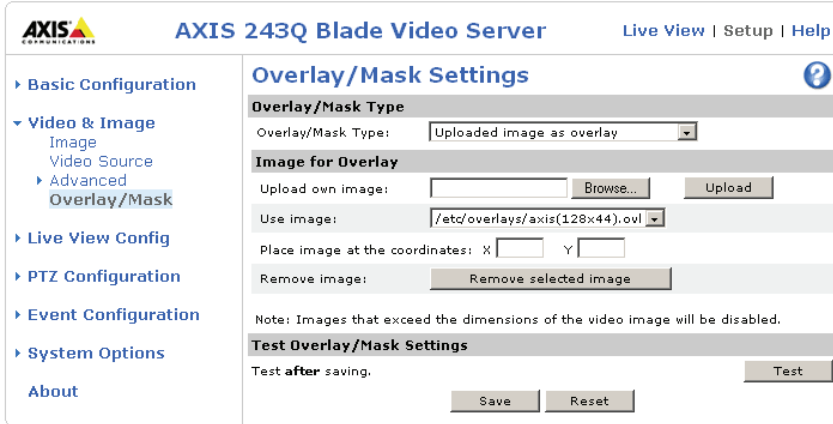 AXIS
COMMUNICATIONS
AXIS 243Q Blade Video Server
Live View | Setup | Help
Basic Configuration
Video & Image
Image
Video Source
Advanced
Overlay/Mask
Live View Config
PTZ Configuration
Event Configuration
System Options
About
Overlay/Mask Settings
?
Overlay/Mask Type
Overlay/Mask Type: Uploaded image as overlay
Image for Overlay
Upload own image: Browse... Upload
Use image: /etc/overlays/axis(128x44).ovl
Place image at the coordinates: X Y
Remove image: Remove selected image
Note: Images that exceed the dimensions of the video image will be disabled.
Test Overlay/Mask Settings
Test after saving. Test
Save Reset